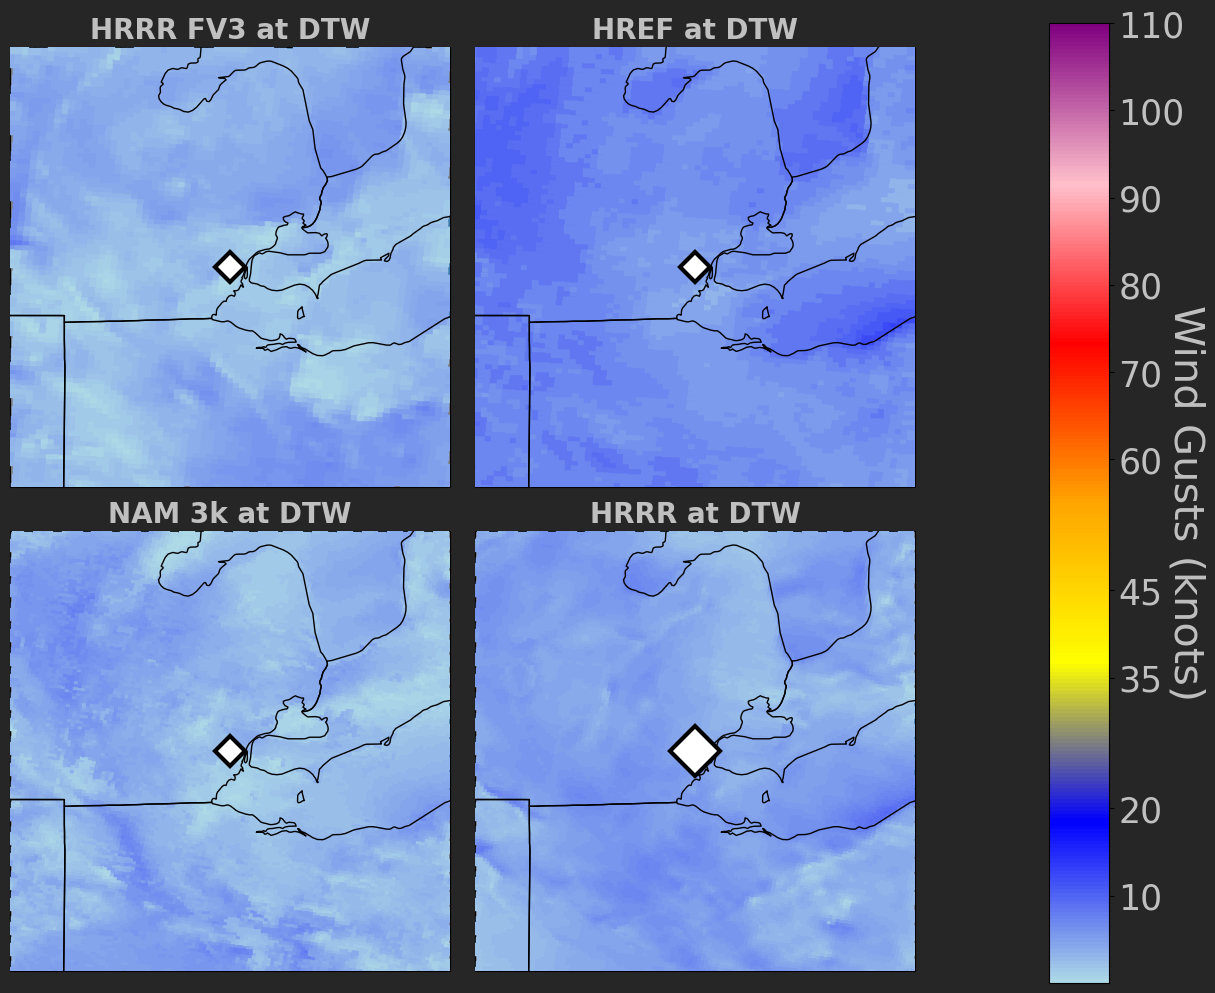 HRRR FV3 at DTW
HREF at DTW
NAM 3k at DTW
HRRR at DTW
110
100
90
80
70
60
45
35
20
10
Wind Gusts (knots)